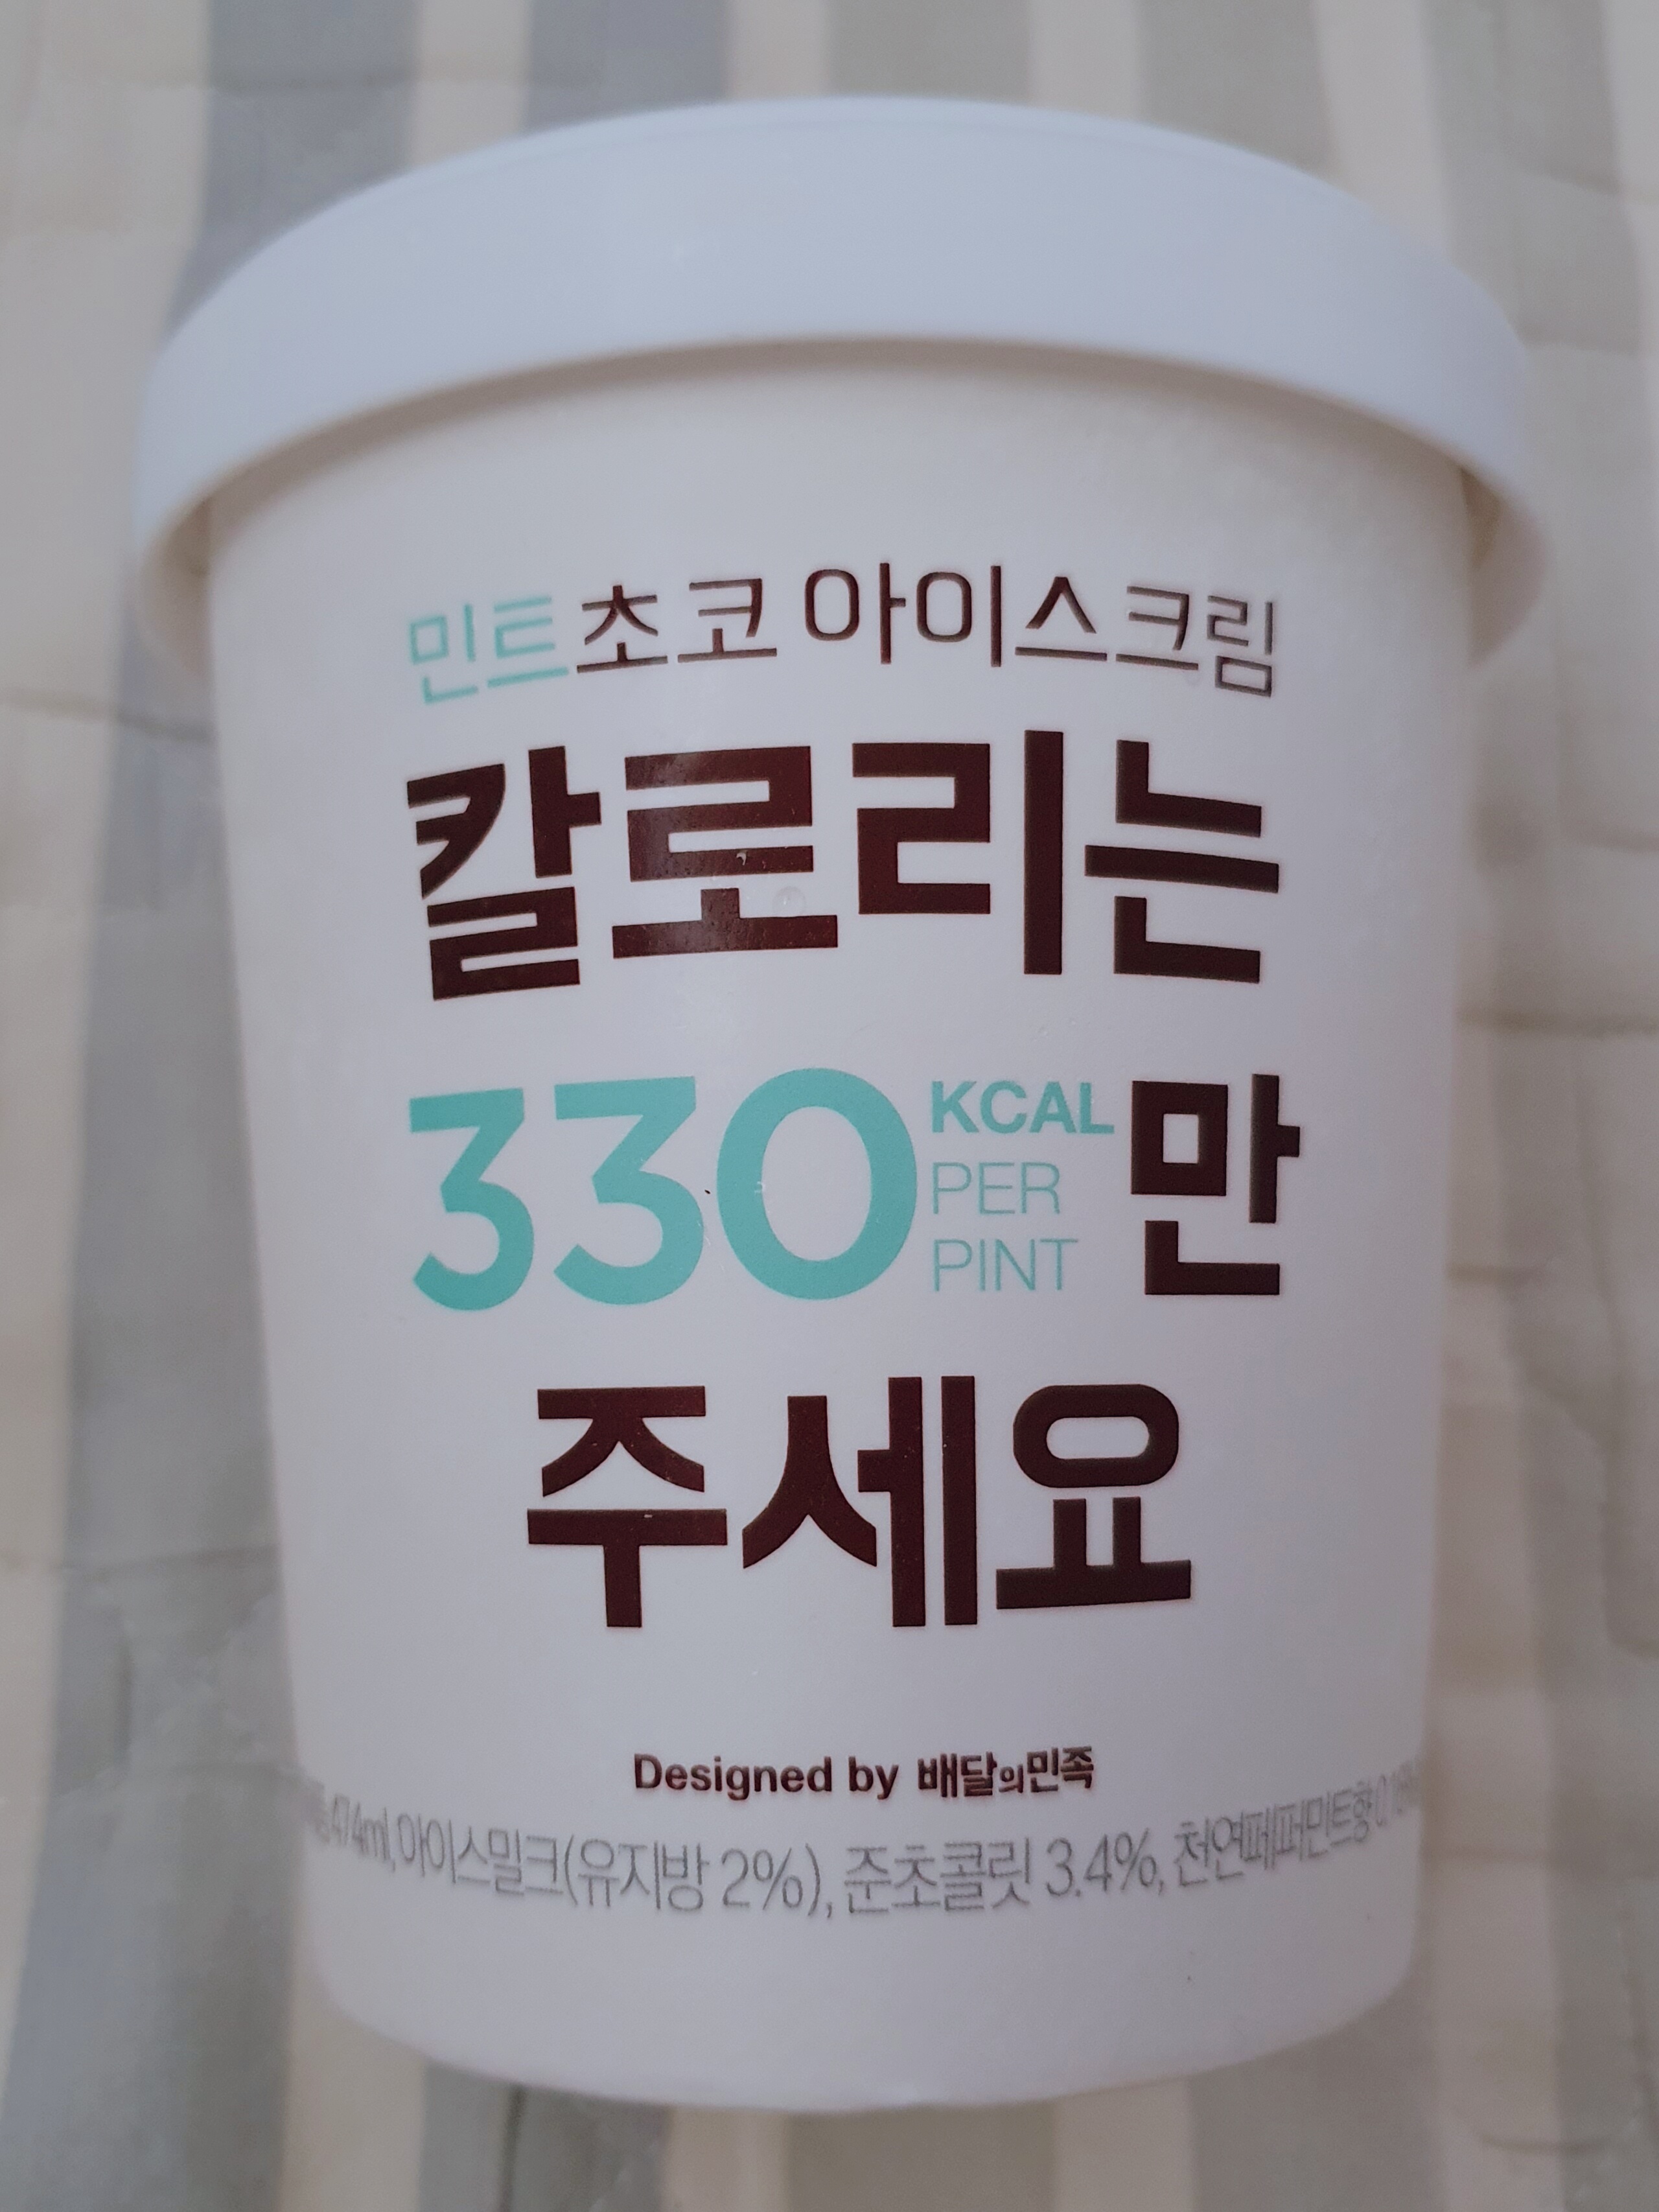 민트초코 아이스크림
칼로리는
330 KCAL PER PINT 만
주세요
Designed by 배달의민족
474ml, 아이스밀크(유지방 2%), 준초콜릿 3.4%, 천연페퍼민트향